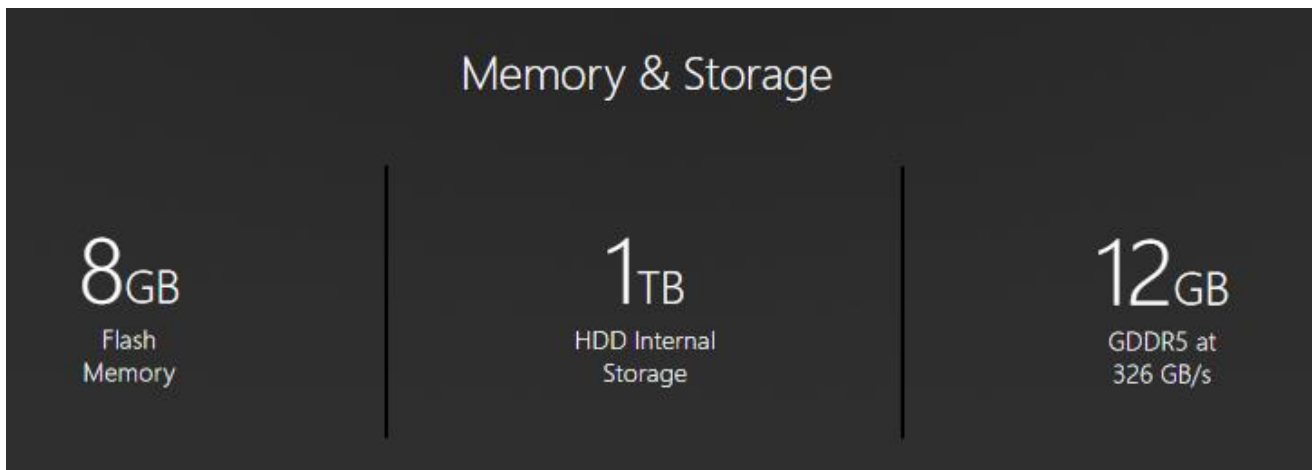 Memory & Storage
8GB
Flash
Memory
1TB
HDD Internal
Storage
12GB
GDDR5 at
326 GB/s